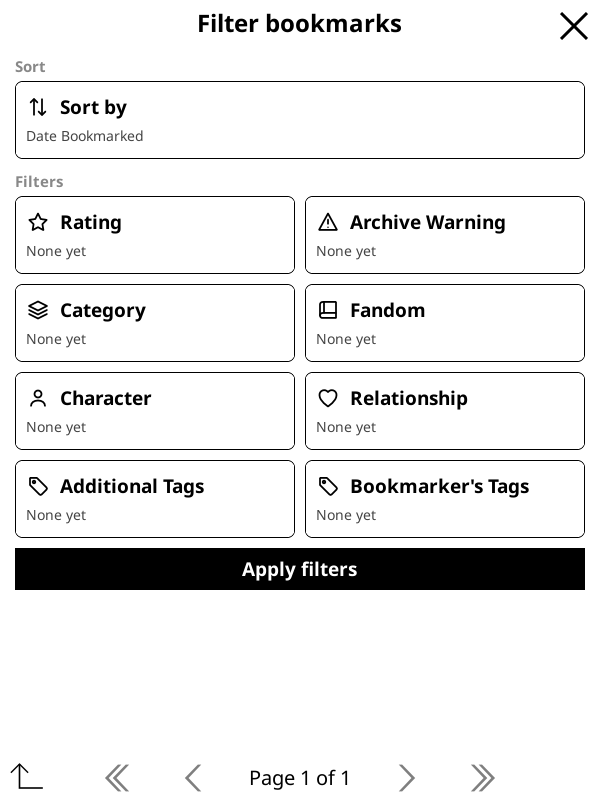 Filter bookmarks
Sort
Sort by
Date Bookmarked
Filters
Rating
None yet
Archive Warning
None yet
Category
None yet
Fandom
None yet
Character
None yet
Relationship
None yet
Additional Tags
None yet
Bookmarker's Tags
None yet
Apply filters
Page 1 of 1